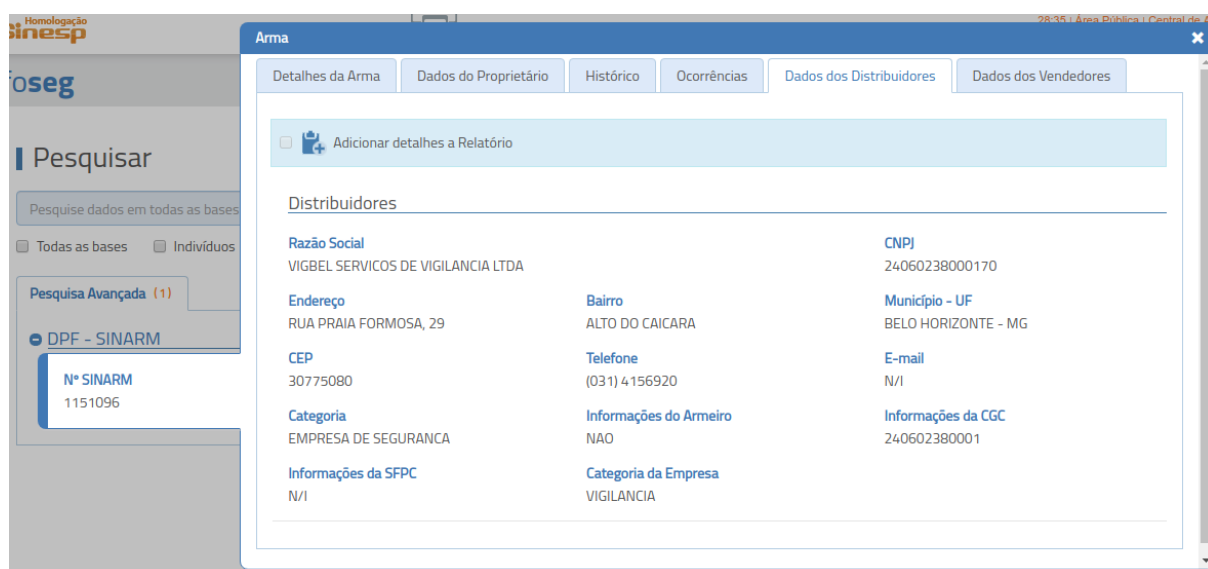 Homologação
Sinesp
28:35 | Área Pública | Central de A
Arma
foseg
Detalhes da Arma Dados do Proprietário Histórico Ocorrências Dados dos Distribuidores Dados dos Vendedores
Adicionar detalhes a Relatório
Pesquisar
Pesquise dados em todas as bases
Todas as bases Indivíduos
Pesquisa Avançada (1)
DPF - SINARM
Nº SINARM
1151096
Distribuidores
Razão Social CNPJ
VIGBEL SERVICOS DE VIGILANCIA LTDA 24060238000170
Endereço Bairro Município - UF
RUA PRAIA FORMOSA, 29 ALTO DO CAICARA BELO HORIZONTE - MG
CEP Telefone E-mail
30775080 (031) 4156920 N/I
Categoria Informações do Armeiro Informações da CGC
EMPRESA DE SEGURANCA NAO 240602380001
Informações da SFPC Categoria da Empresa
N/I VIGILANCIA